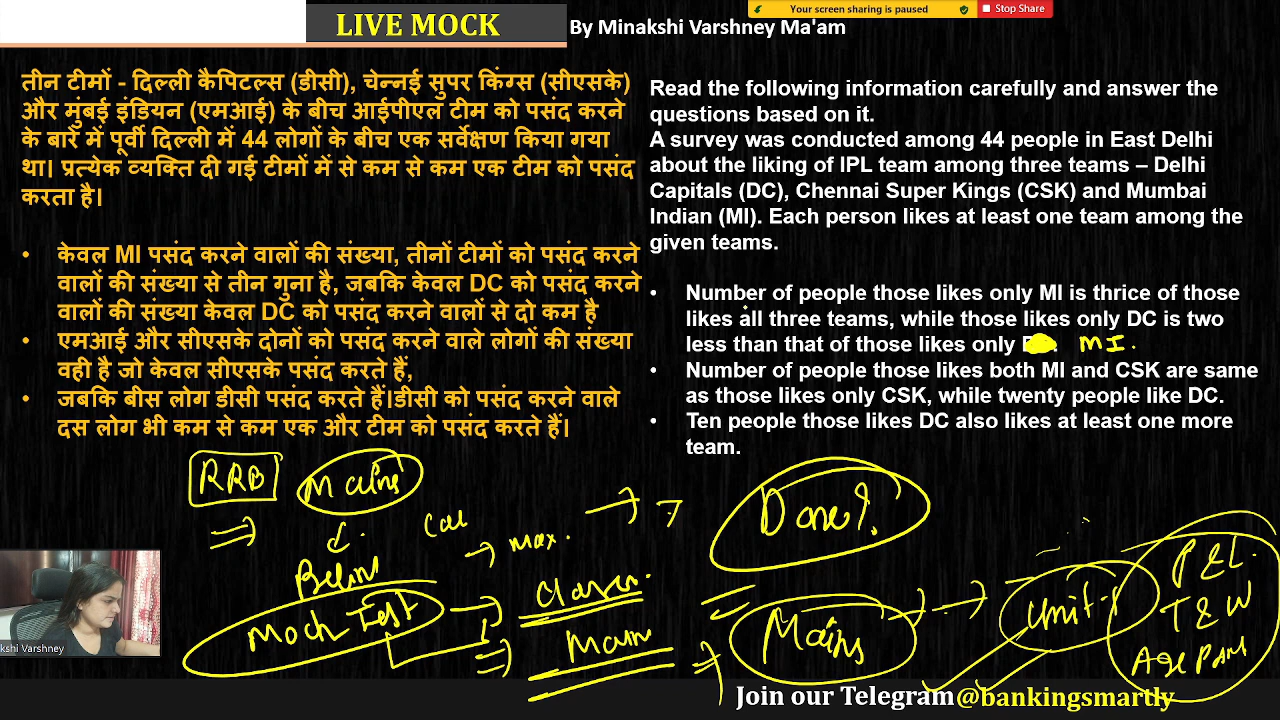 Your screen sharing is paused
Stop Share
LIVE MOCK
By Minakshi Varshney Ma'am
तीन टीमों - दिल्ली कैपिटल्स (डीसी), चेन्नई सुपर किंग्स (सीएसके)
और मुंबई इंडियन (एमआई) के बीच आईपीएल टीम को पसंद करने
के बारे में पूर्वी दिल्ली में 44 लोगों के बीच एक सर्वेक्षण किया गया
था। प्रत्येक व्यक्ति दी गई टीमों में से कम से कम एक टीम को पसंद
करता है।
• केवल MI पसंद करने वालों की संख्या, तीनों टीमों को पसंद करने
वालों की संख्या से तीन गुना है, जबकि केवल DC को पसंद करने
वालों की संख्या केवल DC को पसंद करने वालों से दो कम है
• एमआई और सीएसके दोनों को पसंद करने वाले लोगों की संख्या
वही है जो केवल सीएसके पसंद करते हैं,
• जबकि बीस लोग डीसी पसंद करते हैं।डीसी को पसंद करने वाले
दस लोग भी कम से कम एक और टीम को पसंद करते हैं।
Read the following information carefully and answer the
questions based on it.
A survey was conducted among 44 people in East Delhi
about the liking of IPL team among three teams – Delhi
Capitals (DC), Chennai Super Kings (CSK) and Mumbai
Indian (MI). Each person likes at least one team among the
given teams.
• Number of people those likes only MI is thrice of those
likes all three teams, while those likes only DC is two
less than that of those likes only MI.
• Number of people those likes both MI and CSK are same
as those likes only CSK, while twenty people like DC.
• Ten people those likes DC also likes at least one more
team.
RRB Mains
max.
Done?
Mock Test
Classes
Main
Mains
Unit-1
P&L.
T&W
kshi Varshney
Join our Telegram@bankingsmartly